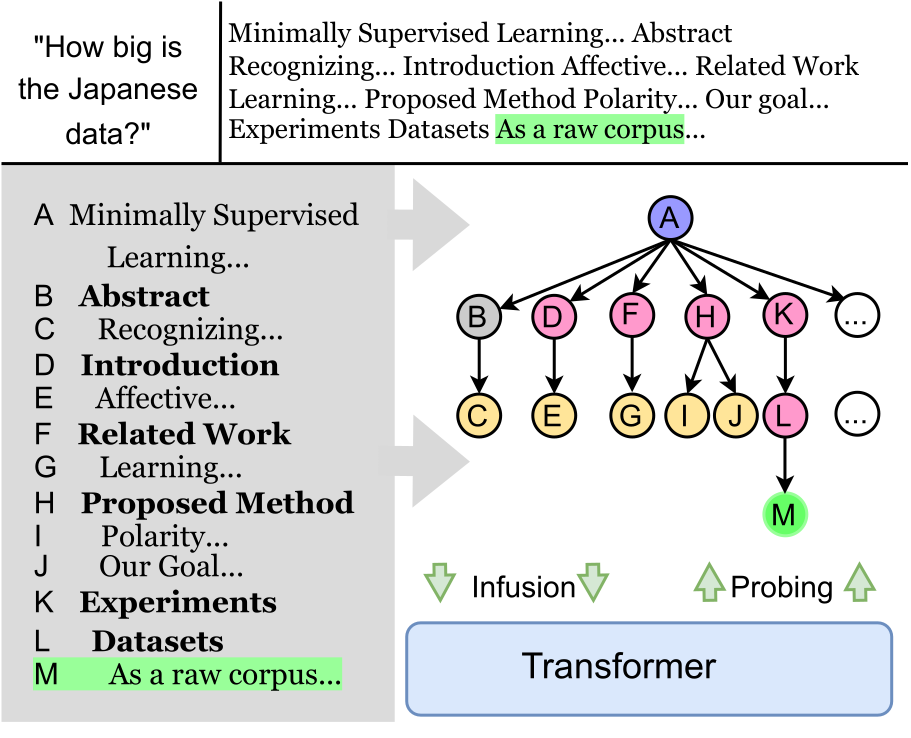 "How big is
the Japanese
data?"
Minimally Supervised Learning... Abstract
Recognizing... Introduction Affective... Related Work
Learning... Proposed Method Polarity... Our goal...
Experiments Datasets As a raw corpus...
A Minimally Supervised
Learning...
B Abstract
C Recognizing...
D Introduction
E Affective...
F Related Work
G Learning...
H Proposed Method
I Polarity...
J Our Goal...
K Experiments
L Datasets
M As a raw corpus...
A
B D F H K ...
C E G I J L ...
M
Infusion Probing
Transformer